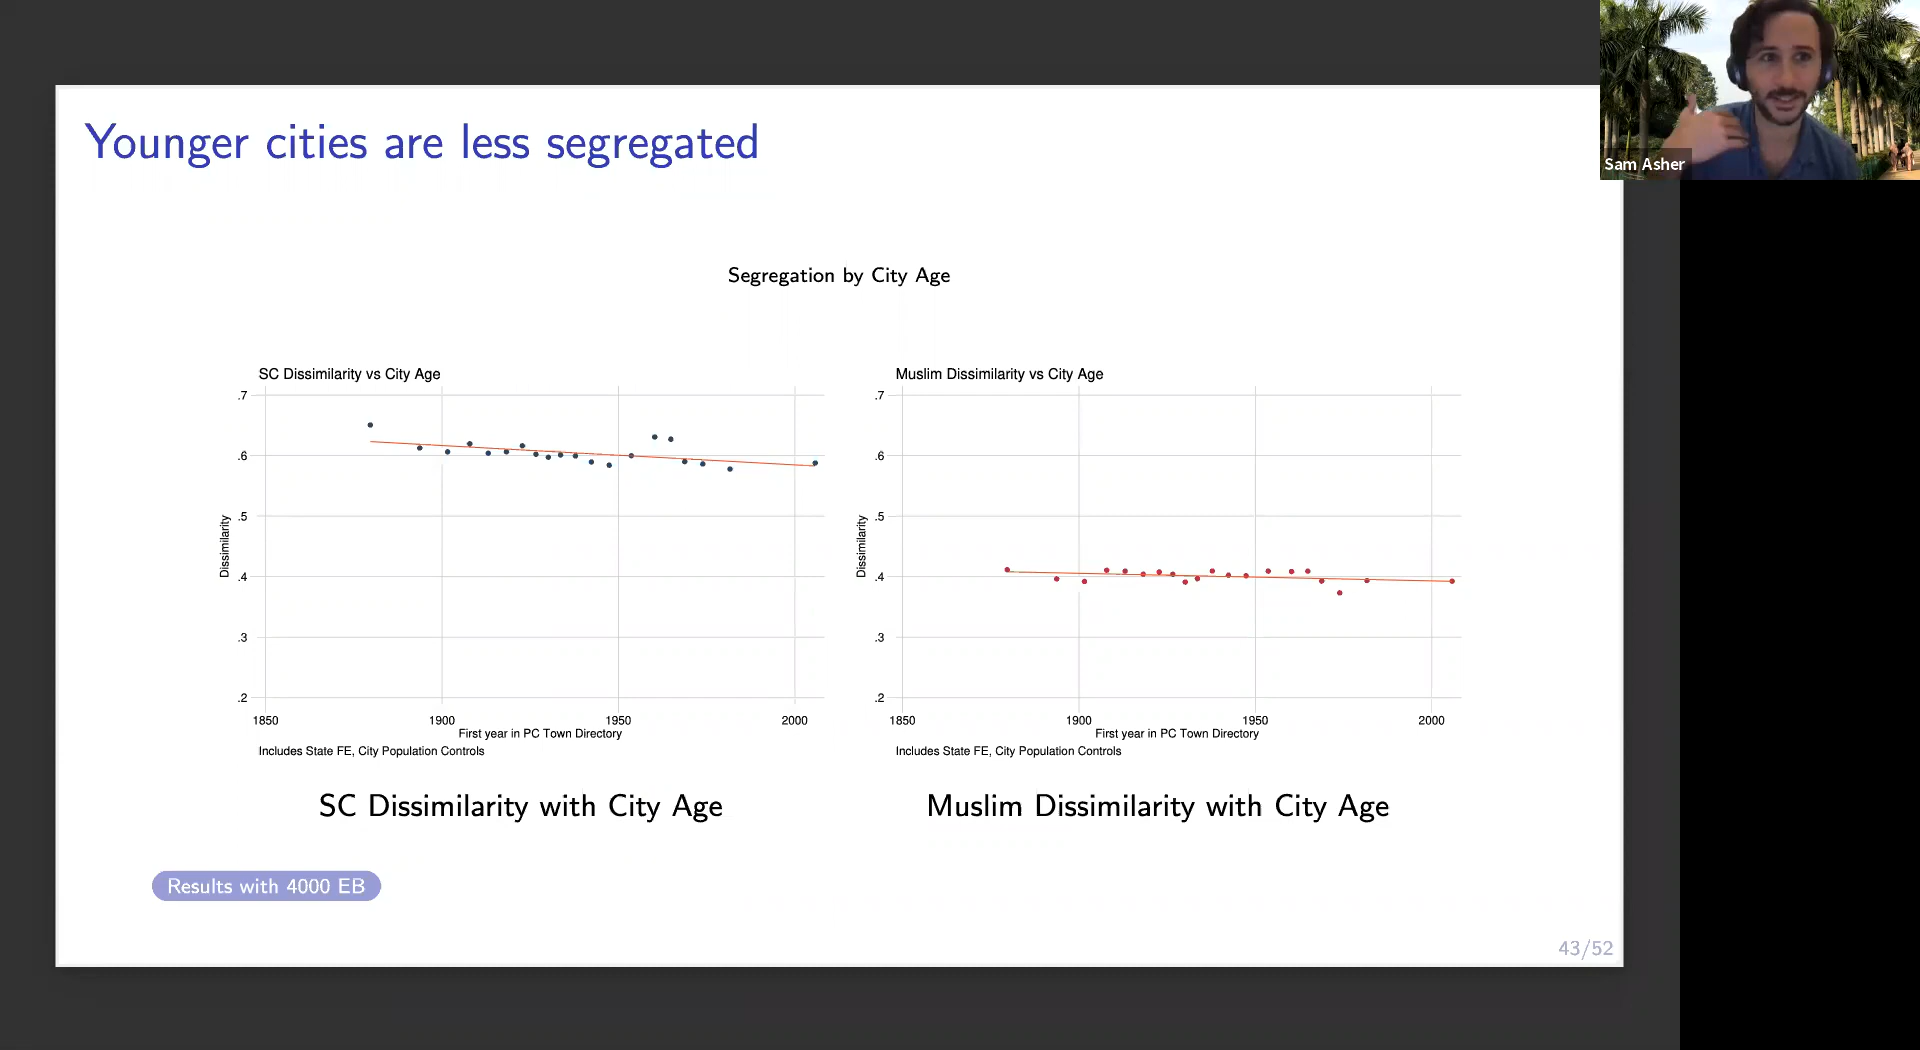 Sam Asher
Younger cities are less segregated
Segregation by City Age
SC Dissimilarity vs City Age
.7
.6
.5
.4
.3
.2
Dissimilarity
1850 1900 1950 2000
First year in PC Town Directory
Includes State FE, City Population Controls
SC Dissimilarity with City Age
Muslim Dissimilarity vs City Age
.7
.6
.5
.4
.3
.2
Dissimilarity
1850 1900 1950 2000
First year in PC Town Directory
Includes State FE, City Population Controls
Muslim Dissimilarity with City Age
Results with 4000 EB
43/52